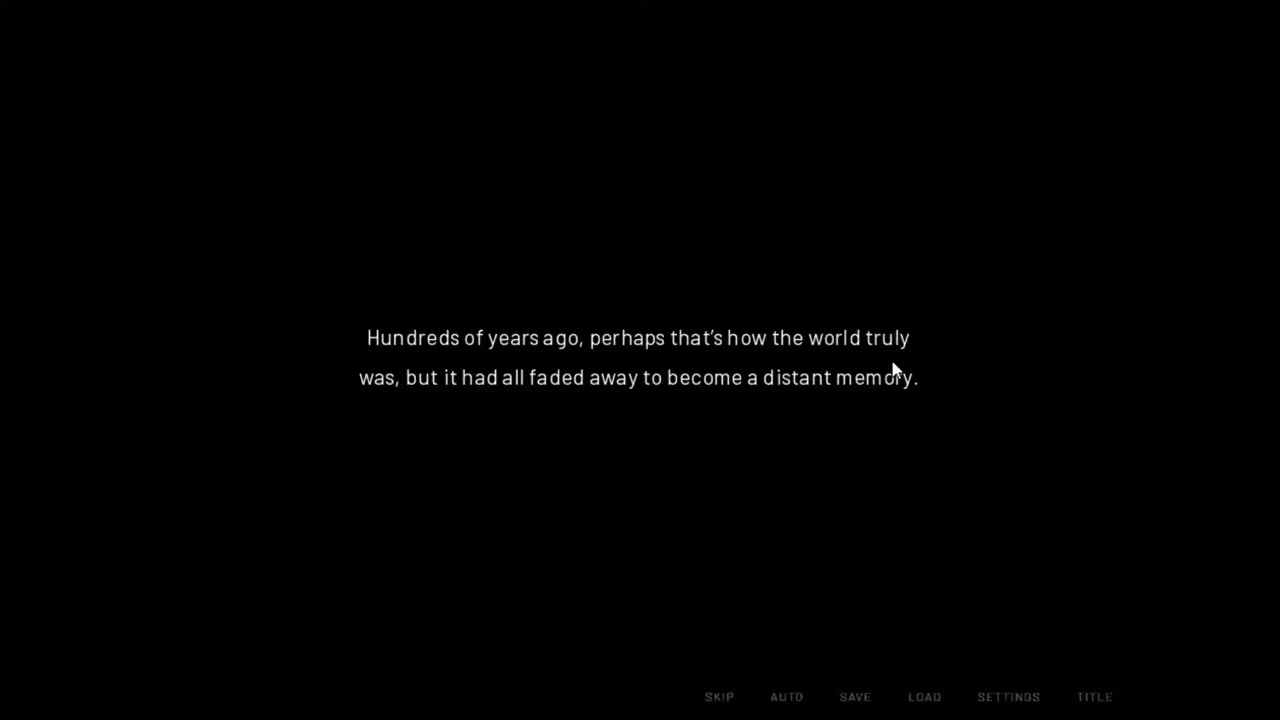 Hundreds of years ago, perhaps that's how the world truly
was, but it had all faded away to become a distant memory.
SKIP AUTO SAVE LOAD SETTINGS TITLE